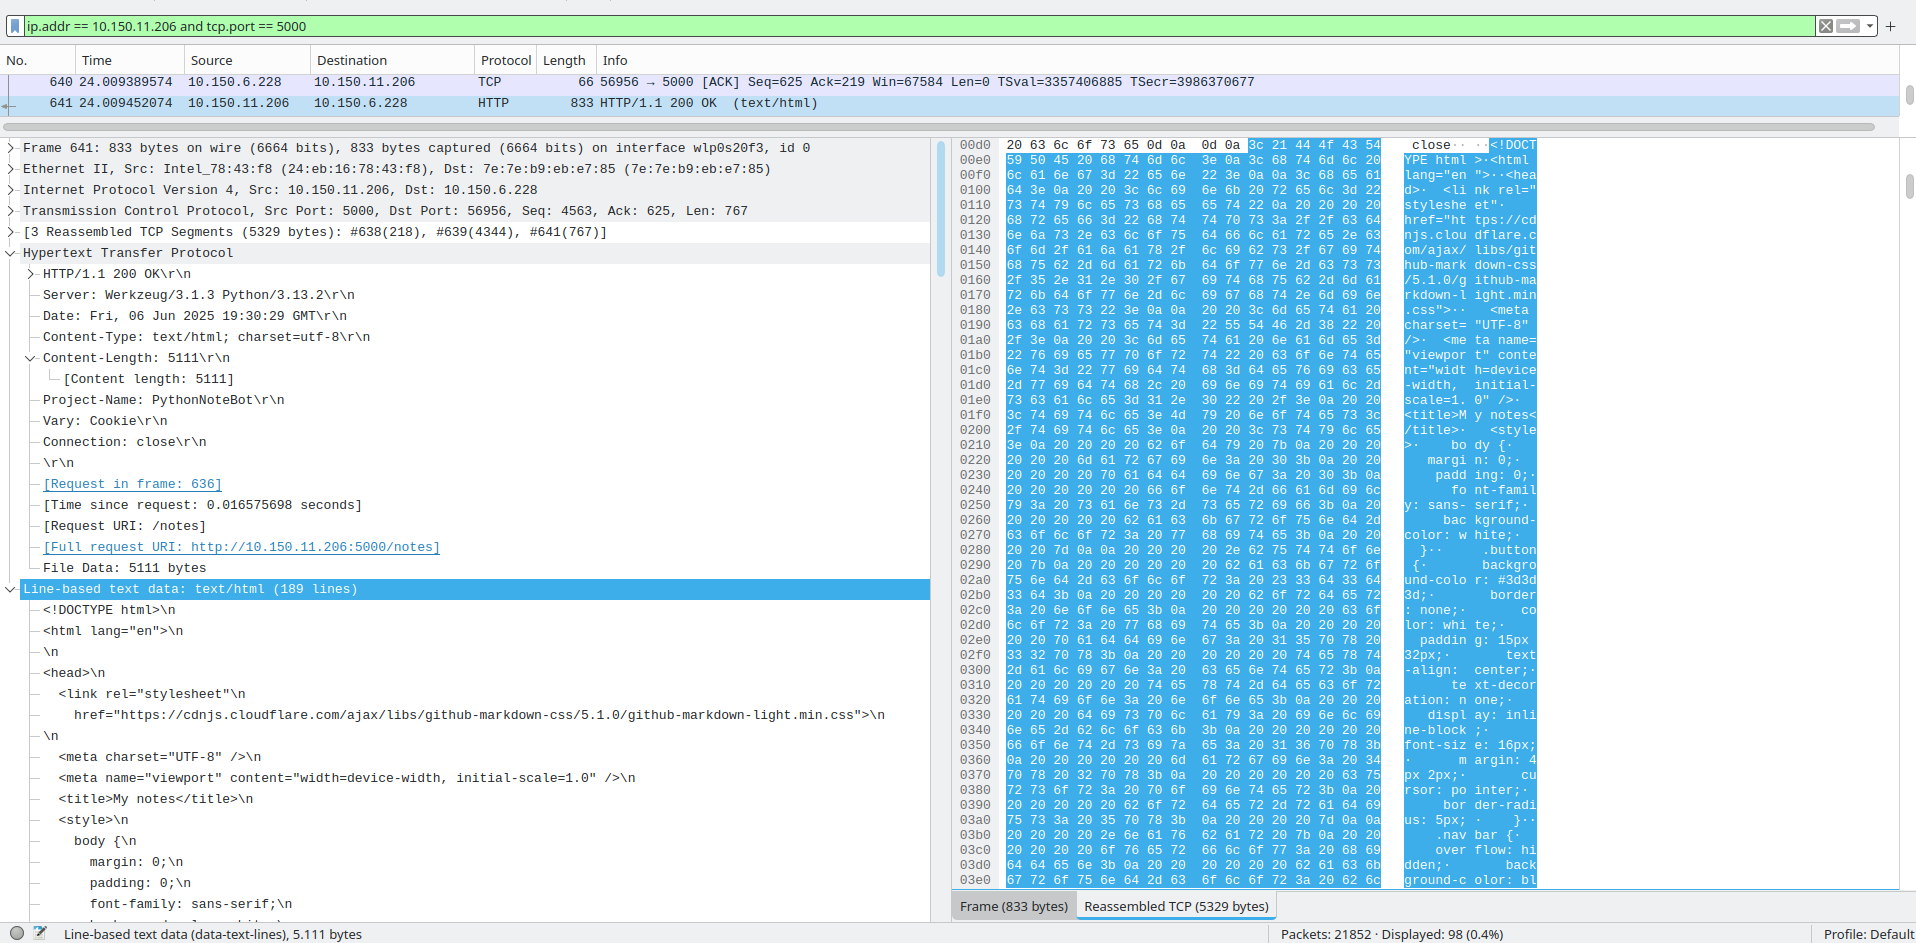 ip.addr == 10.150.11.206 and tcp.port == 5000
No. Time Source Destination Protocol Length Info
640 24.009389574 10.150.6.228 10.150.11.206 TCP 66 56956 → 5000 [ACK] Seq=625 Ack=219 Win=67584 Len=0 TSval=3357406885 TSecr=3986370677
641 24.009452074 10.150.11.206 10.150.6.228 HTTP 833 HTTP/1.1 200 OK  (text/html)
Frame 641: 833 bytes on wire (6664 bits), 833 bytes captured (6664 bits) on interface wlp0s20f3, id 0
Ethernet II, Src: Intel_78:43:f8 (24:eb:16:78:43:f8), Dst: 7e:7e:b9:eb:e7:85 (7e:7e:b9:eb:e7:85)
Internet Protocol Version 4, Src: 10.150.11.206, Dst: 10.150.6.228
Transmission Control Protocol, Src Port: 5000, Dst Port: 56956, Seq: 4563, Ack: 625, Len: 767
[3 Reassembled TCP Segments (5329 bytes): #638(218), #639(4344), #641(767)]
Hypertext Transfer Protocol
HTTP/1.1 200 OK\r\n
Server: Werkzeug/3.1.3 Python/3.13.2\r\n
Date: Fri, 06 Jun 2025 19:30:29 GMT\r\n
Content-Type: text/html; charset=utf-8\r\n
Content-Length: 5111\r\n
[Content length: 5111]
Project-Name: PythonNoteBot\r\n
Vary: Cookie\r\n
Connection: close\r\n
\r\n
[Request in frame: 636]
[Time since request: 0.016575698 seconds]
[Request URI: /notes]
[Full request URI: http://10.150.11.206:5000/notes]
File Data: 5111 bytes
Line-based text data: text/html (189 lines)
<!DOCTYPE html>\n
<html lang="en">\n
\n
<head>\n
<link rel="stylesheet"\n
href="https://cdnjs.cloudflare.com/ajax/libs/github-markdown-css/5.1.0/github-markdown-light.min.css">\n
\n
<meta charset="UTF-8" />\n
<meta name="viewport" content="width=device-width, initial-scale=1.0" />\n
<title>My notes</title>\n
<style>\n
body {\n
margin: 0;\n
padding: 0;\n
font-family: sans-serif;\n
00d0 20 63 6c 6f 73 65 0d 0a 0d 0a 3c 21 44 4f 43 54 close·· ··<!DOCT
00e0 59 50 45 20 68 74 6d 6c 3e 0a 3c 68 74 6d 6c 20 YPE html >·<html
00f0 6c 61 6e 67 3d 22 65 6e 22 3e 0a 0a 3c 68 65 61 lang="en ">··<hea
0100 64 3e 0a 20 20 3c 6c 69 6e 6b 20 72 65 6c 3d 22 d>·  <li nk rel="
0110 73 74 79 6c 65 73 68 65 65 74 22 0a 20 20 20 20 styleshe et"·
0120 68 72 65 66 3d 22 68 74 74 70 73 3a 2f 2f 63 64 href="ht tps://cd
0130 6e 6a 73 2e 63 6c 6f 75 64 66 6c 61 72 65 2e 63 njs.clou dflare.c
0140 6f 6d 2f 61 6a 61 78 2f 6c 69 62 73 2f 67 69 74 om/ajax/ libs/git
0150 68 75 62 2d 6d 61 72 6b 64 6f 77 6e 2d 63 73 73 hub-mark down-css
0160 2f 35 2e 31 2e 30 2f 67 69 74 68 75 62 2d 6d 61 /5.1.0/g ithub-ma
0170 72 6b 64 6f 77 6e 2d 6c 69 67 68 74 2e 6d 69 6e rkdown-l ight.min
0180 2e 63 73 73 22 3e 0a 0a 20 20 3c 6d 65 74 61 20 .css">··   <meta
0190 63 68 61 72 73 65 74 3d 22 55 54 46 2d 38 22 20 charset= "UTF-8"
01a0 2f 3e 0a 20 20 3c 6d 65 74 61 20 6e 61 6d 65 3d />·  <me ta name=
01b0 22 76 69 65 77 70 6f 72 74 22 20 63 6f 6e 74 65 "viewpor t" conte
01c0 6e 74 3d 22 77 69 64 74 68 3d 64 65 76 69 63 65 nt="widt h=device
01d0 2d 77 69 64 74 68 2c 20 69 6e 69 74 69 61 6c 2d -width,  initial-
01e0 73 63 61 6c 65 3d 31 2e 30 22 20 2f 3e 0a 20 20 scale=1. 0" />·
01f0 3c 74 69 74 6c 65 3e 4d 79 20 6e 6f 74 65 73 3c <title>M y notes<
0200 2f 74 69 74 6c 65 3e 0a 20 20 3c 73 74 79 6c 65 /title>·   <style
0210 3e 0a 20 20 20 20 62 6f 64 79 20 7b 0a 20 20 20 >·    bo dy {·
0220 20 20 20 6d 61 72 67 69 6e 3a 20 30 3b 0a 20 20 margi n: 0;·
0230 20 20 20 20 70 61 64 64 69 6e 67 3a 20 30 3b 0a padd ing: 0;·
0240 20 20 20 20 20 20 66 6f 6e 74 2d 66 61 6d 69 6c fo nt-famil
0250 79 3a 20 73 61 6e 73 2d 73 65 72 69 66 3b 0a 20 y: sans- serif;·
0260 20 20 20 20 20 62 61 63 6b 67 72 6f 75 6e 64 2d bac kground-
0270 63 6f 6c 6f 72 3a 20 77 68 69 74 65 3b 0a 20 20 color: w hite;·
0280 20 20 7d 0a 0a 20 20 20 20 2e 62 75 74 74 6f 6e }··    .button
0290 20 7b 0a 20 20 20 20 20 20 62 61 63 6b 67 72 6f {·      backgro
02a0 75 6e 64 2d 63 6f 6c 6f 72 3a 20 23 33 64 33 64 und-colo r: #3d3d
02b0 33 64 3b 0a 20 20 20 20 20 20 62 6f 72 64 65 72 3d;·      border
02c0 3a 20 6e 6f 6e 65 3b 0a 20 20 20 20 20 20 63 6f : none;·       co
02d0 6c 6f 72 3a 20 77 68 69 74 65 3b 0a 20 20 20 20 lor: whi te;·
02e0 20 20 70 61 64 64 69 6e 67 3a 20 31 35 70 78 20 paddin g: 15px
02f0 33 32 70 78 3b 0a 20 20 20 20 20 20 74 65 78 74 32px;·       text
0300 2d 61 6c 69 67 6e 3a 20 63 65 6e 74 65 72 3b 0a -align:  center;·
0310 20 20 20 20 20 20 74 65 78 74 2d 64 65 63 6f 72 te xt-decor
0320 61 74 69 6f 6e 3a 20 6e 6f 6e 65 3b 0a 20 20 20 ation: n one;·
0330 20 20 20 64 69 73 70 6c 61 79 3a 20 69 6e 6c 69 displ ay: inli
0340 6e 65 2d 62 6c 6f 63 6b 3b 0a 20 20 20 20 20 20 ne-block ;·
0350 66 6f 6e 74 2d 73 69 7a 65 3a 20 31 36 70 78 3b font-siz e: 16px;
0360 0a 20 20 20 20 20 20 6d 61 72 67 69 6e 3a 20 34 ·      m argin: 4
0370 70 78 20 32 70 78 3b 0a 20 20 20 20 20 20 63 75 px 2px;·       cu
0380 72 73 6f 72 3a 20 70 6f 69 6e 74 65 72 3b 0a 20 rsor: po inter;·
0390 20 20 20 20 20 62 6f 72 64 65 72 2d 72 61 64 69 bor der-radi
03a0 75 73 3a 20 35 70 78 3b 0a 20 20 20 20 7d 0a 0a us: 5px; ·    }··
03b0 20 20 20 20 2e 6e 61 76 62 61 72 20 7b 0a 20 20 .nav bar {·
03c0 20 20 20 20 6f 76 65 72 66 6c 6f 77 3a 20 68 69 over flow: hi
03d0 64 64 65 6e 3b 0a 20 20 20 20 20 20 62 61 63 6b dden;·       back
03e0 67 72 6f 75 6e 64 2d 63 6f 6c 6f 72 3a 20 62 6c ground-c olor: bl
Frame (833 bytes) Reassembled TCP (5329 bytes)
Line-based text data (data-text-lines), 5.111 bytes Packets: 21852 · Displayed: 98 (0.4%) Profile: Default